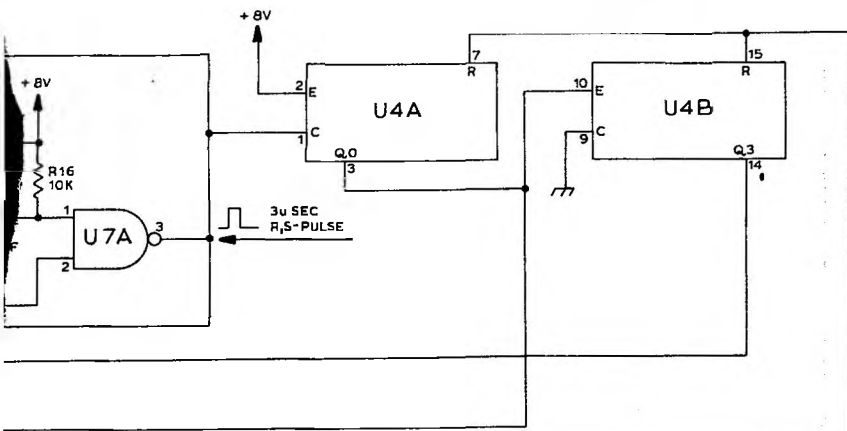 +8V
7
R
2 E
U4A
C
1
Q0
3
15
R
10 E
U4B
C
9
Q3
14
+8V
R16
10K
1
U7A
3
2
3u SEC
R,S-PULSE